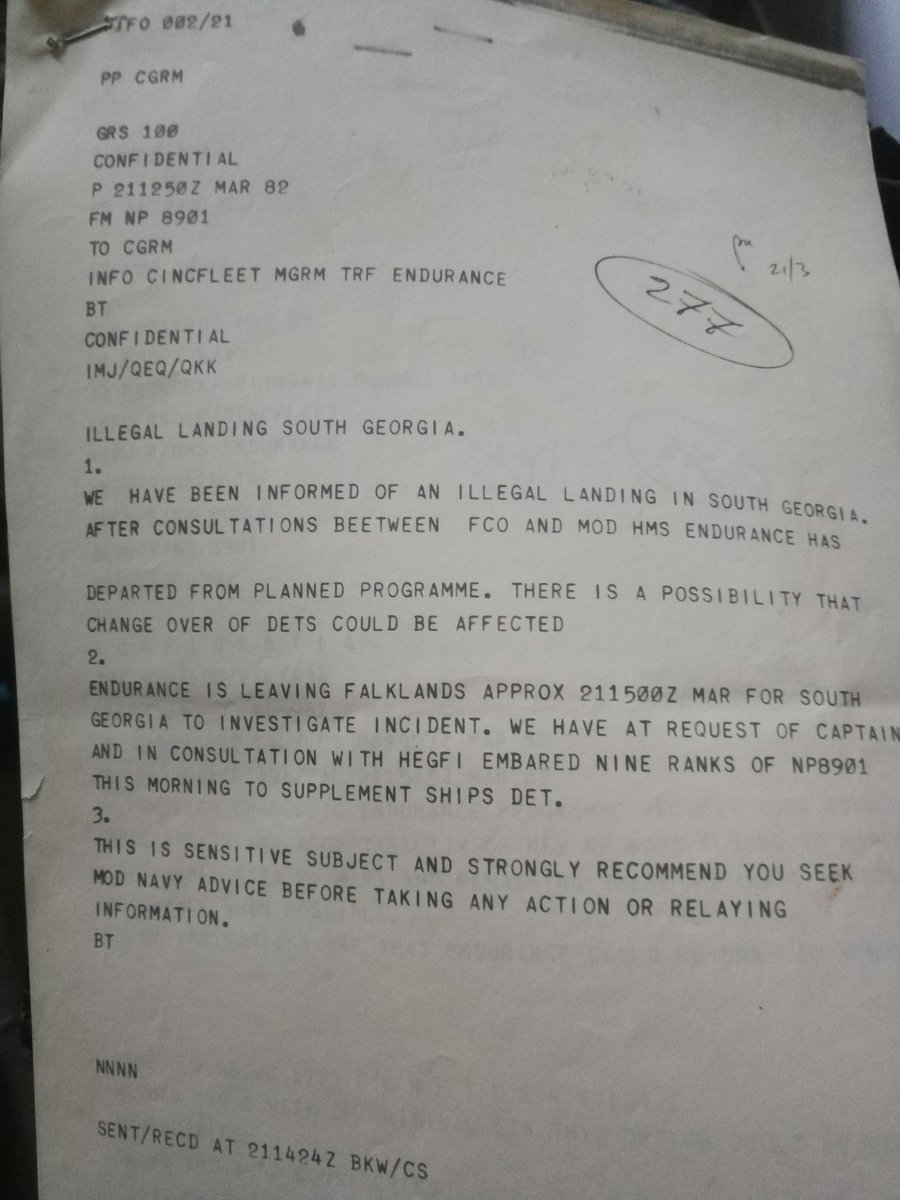 IFO 002/21
PP CGRM
GRS 100
CONFIDENTIAL
P 211250Z MAR 82
FM NP 8901
TO CGRM
INFO CINCFLEET MGRM TRF ENDURANCE
BT
CONFIDENTIAL
IMJ/QEQ/QKK
21/3
277
ILLEGAL LANDING SOUTH GEORGIA.
1.
WE HAVE BEEN INFORMED OF AN ILLEGAL LANDING IN SOUTH GEORGIA.
AFTER CONSULTATIONS BEETWEEN FCO AND MOD HMS ENDURANCE HAS
DEPARTED FROM PLANNED PROGRAMME. THERE IS A POSSIBILITY THAT
CHANGE OVER OF DETS COULD BE AFFECTED
2.
ENDURANCE IS LEAVING FALKLANDS APPROX 211500Z MAR FOR SOUTH
GEORGIA TO INVESTIGATE INCIDENT. WE HAVE AT REQUEST OF CAPTAIN
AND IN CONSULTATION WITH HEGFI EMBARED NINE RANKS OF NP8901
THIS MORNING TO SUPPLEMENT SHIPS DET.
3.
THIS IS SENSITIVE SUBJECT AND STRONGLY RECOMMEND YOU SEEK
MOD NAVY ADVICE BEFORE TAKING ANY ACTION OR RELAYING
INFORMATION.
BT
NNNN
SENT/RECD AT 211424Z BKW/CS